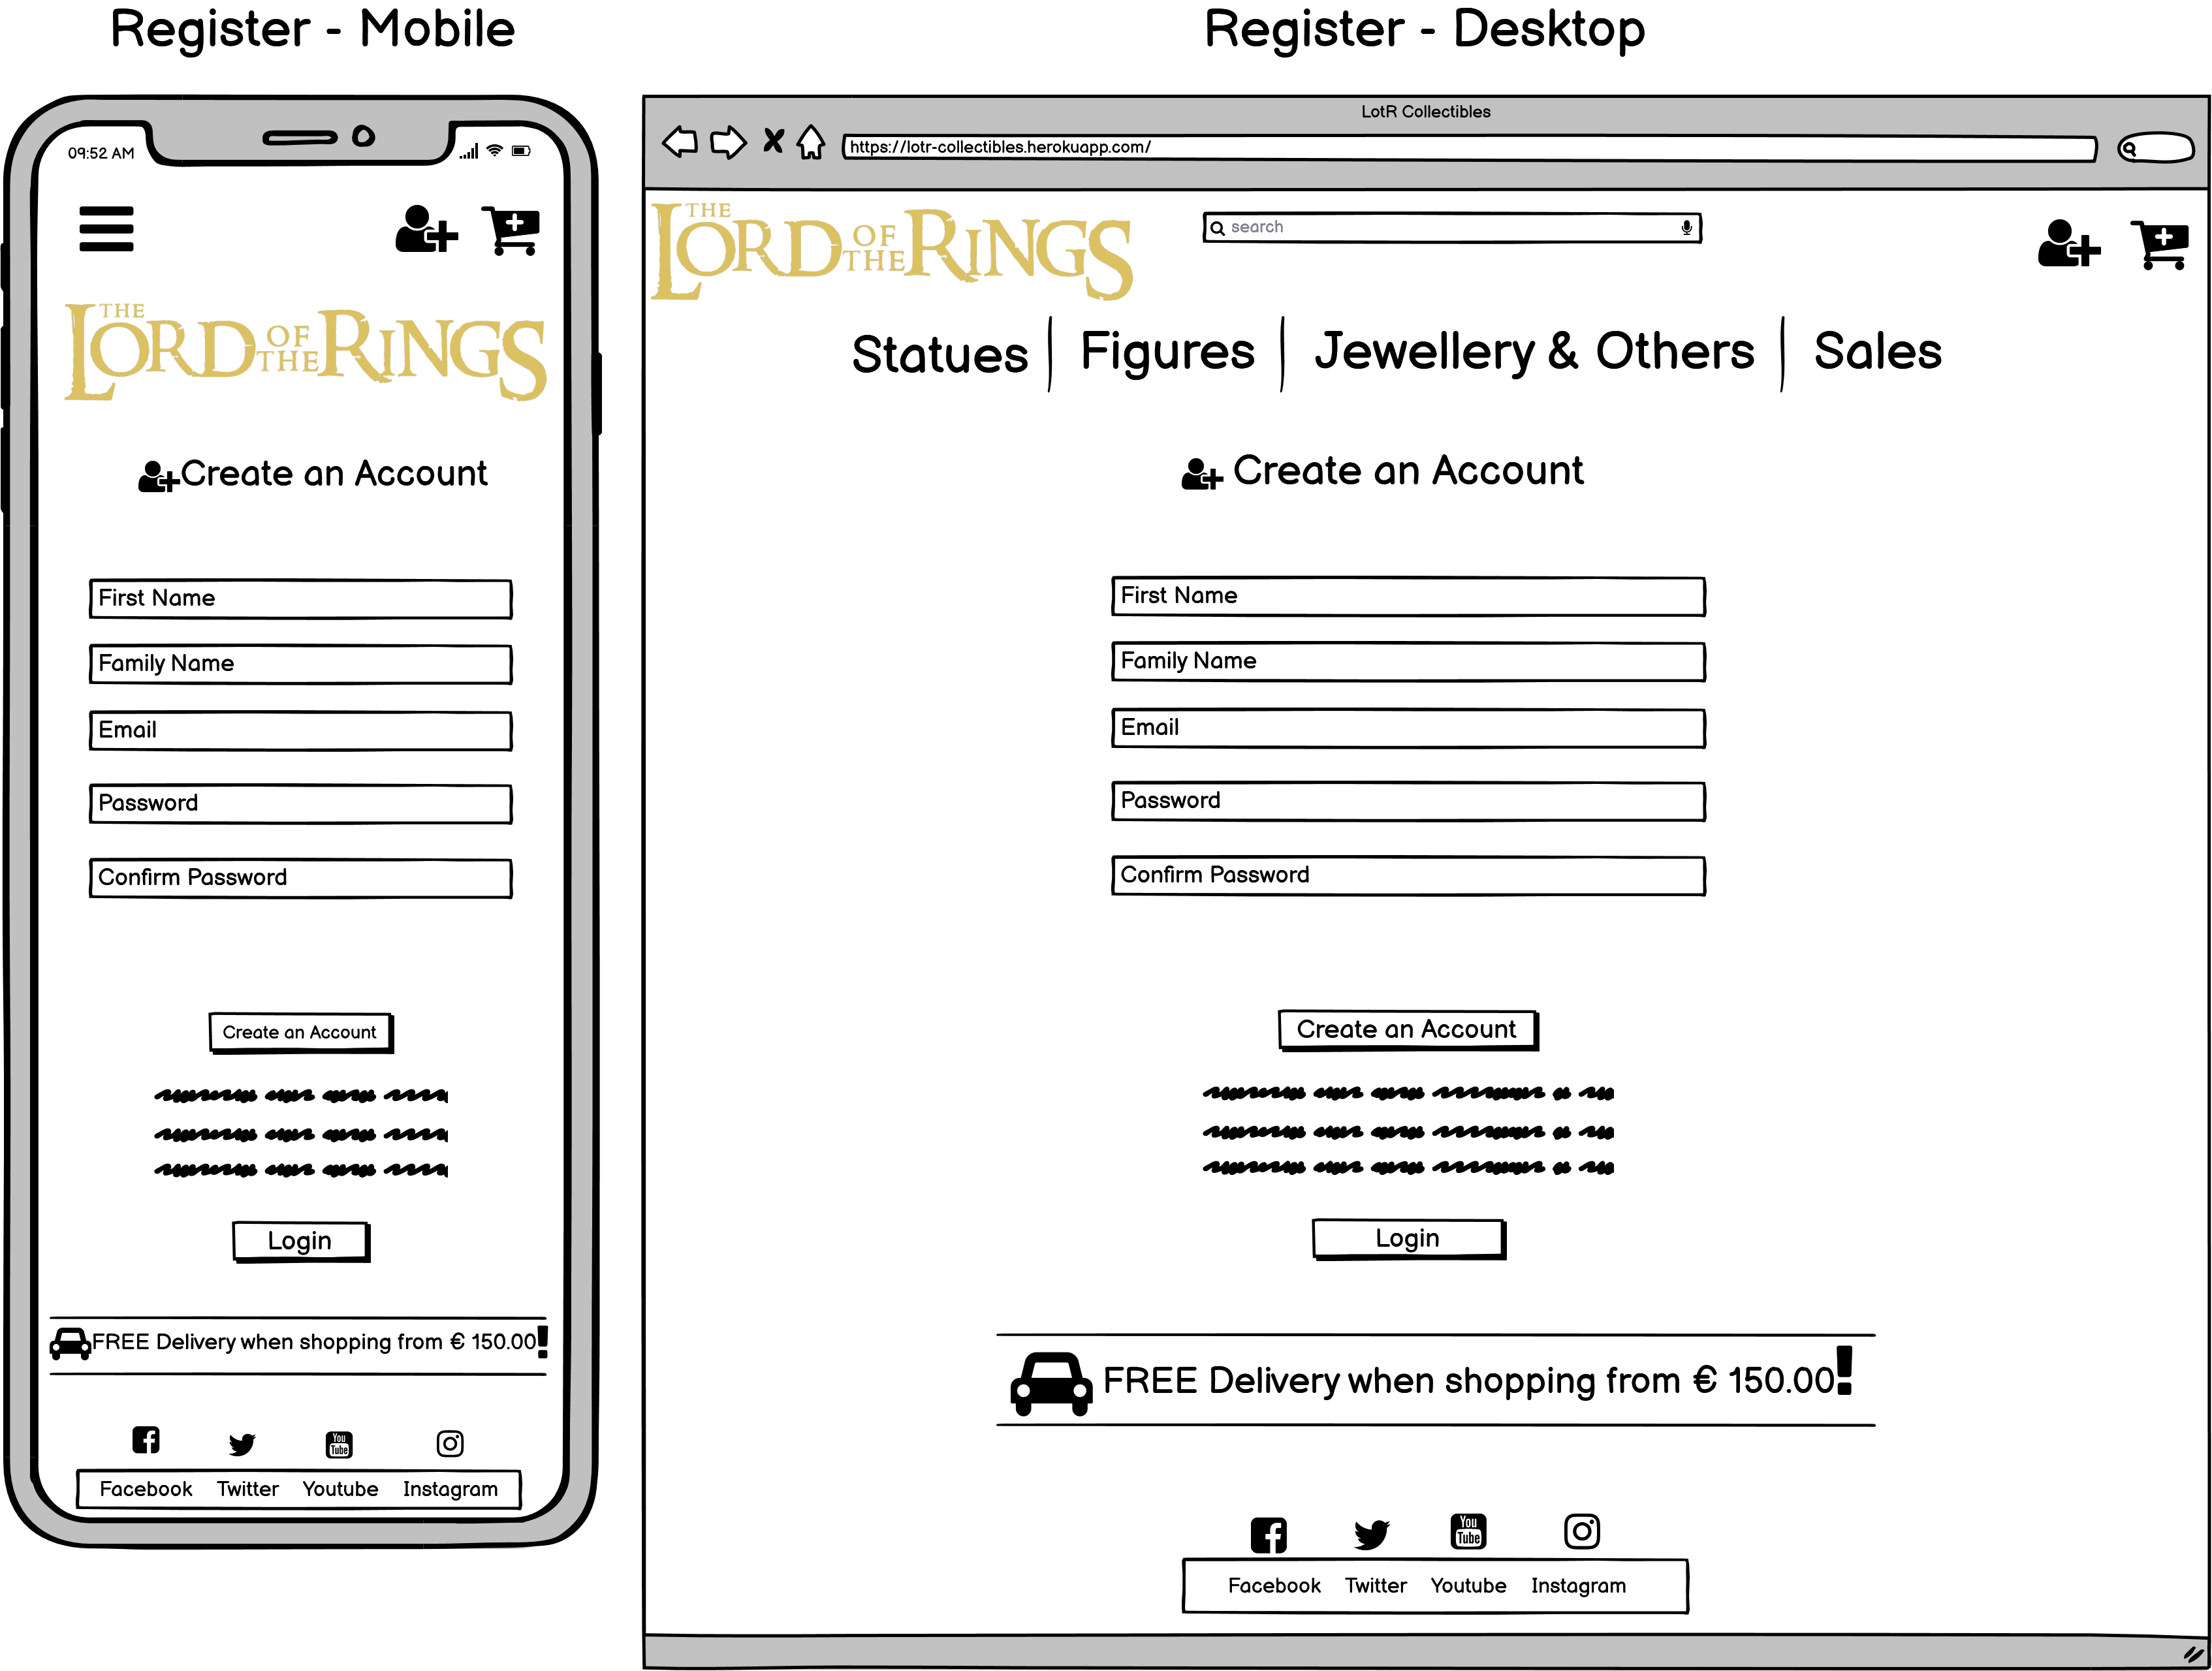 Register - Mobile
09:52 AM
THE LORD OF THE RINGS
Create an Account
First Name
Family Name
Email
Password
Confirm Password
Create an Account
Login
FREE Delivery when shopping from € 150.00!
You Tube
Facebook Twitter Youtube Instagram
Register - Desktop
LotR Collectibles
https://lotr-collectibles.herokuapp.com/
THE LORD OF THE RINGS
search
Statues Figures Jewellery & Others Sales
Create an Account
First Name
Family Name
Email
Password
Confirm Password
Create an Account
Login
FREE Delivery when shopping from € 150.00!
You Tube
Facebook Twitter Youtube Instagram